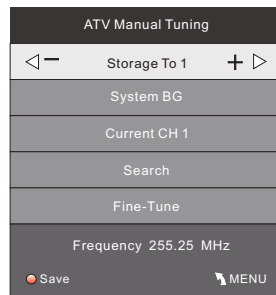 ATV Manual Tuning
Storage To 1
System BG
Current CH 1
Search
Fine-Tune
Frequency 255.25 MHz
Save MENU